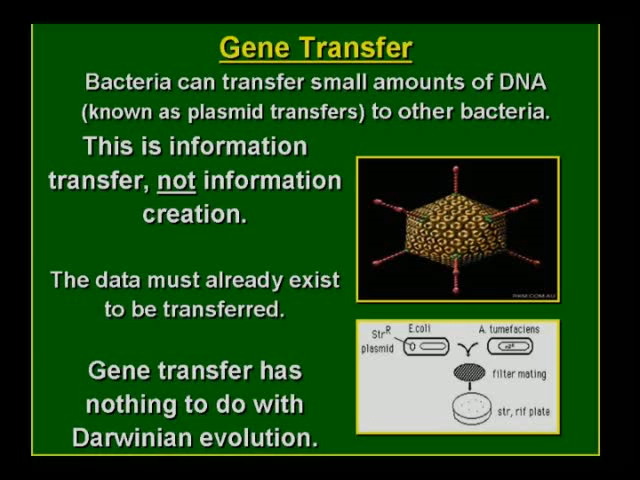 Gene Transfer
Bacteria can transfer small amounts of DNA
(known as plasmid transfers) to other bacteria.
This is information
transfer, not information
creation.
The data must already exist
to be transferred.
Gene transfer has
nothing to do with
Darwinian evolution.
Str^R
plasmid
E.coli
A. tumefaciens
filter mating
str, rif plate